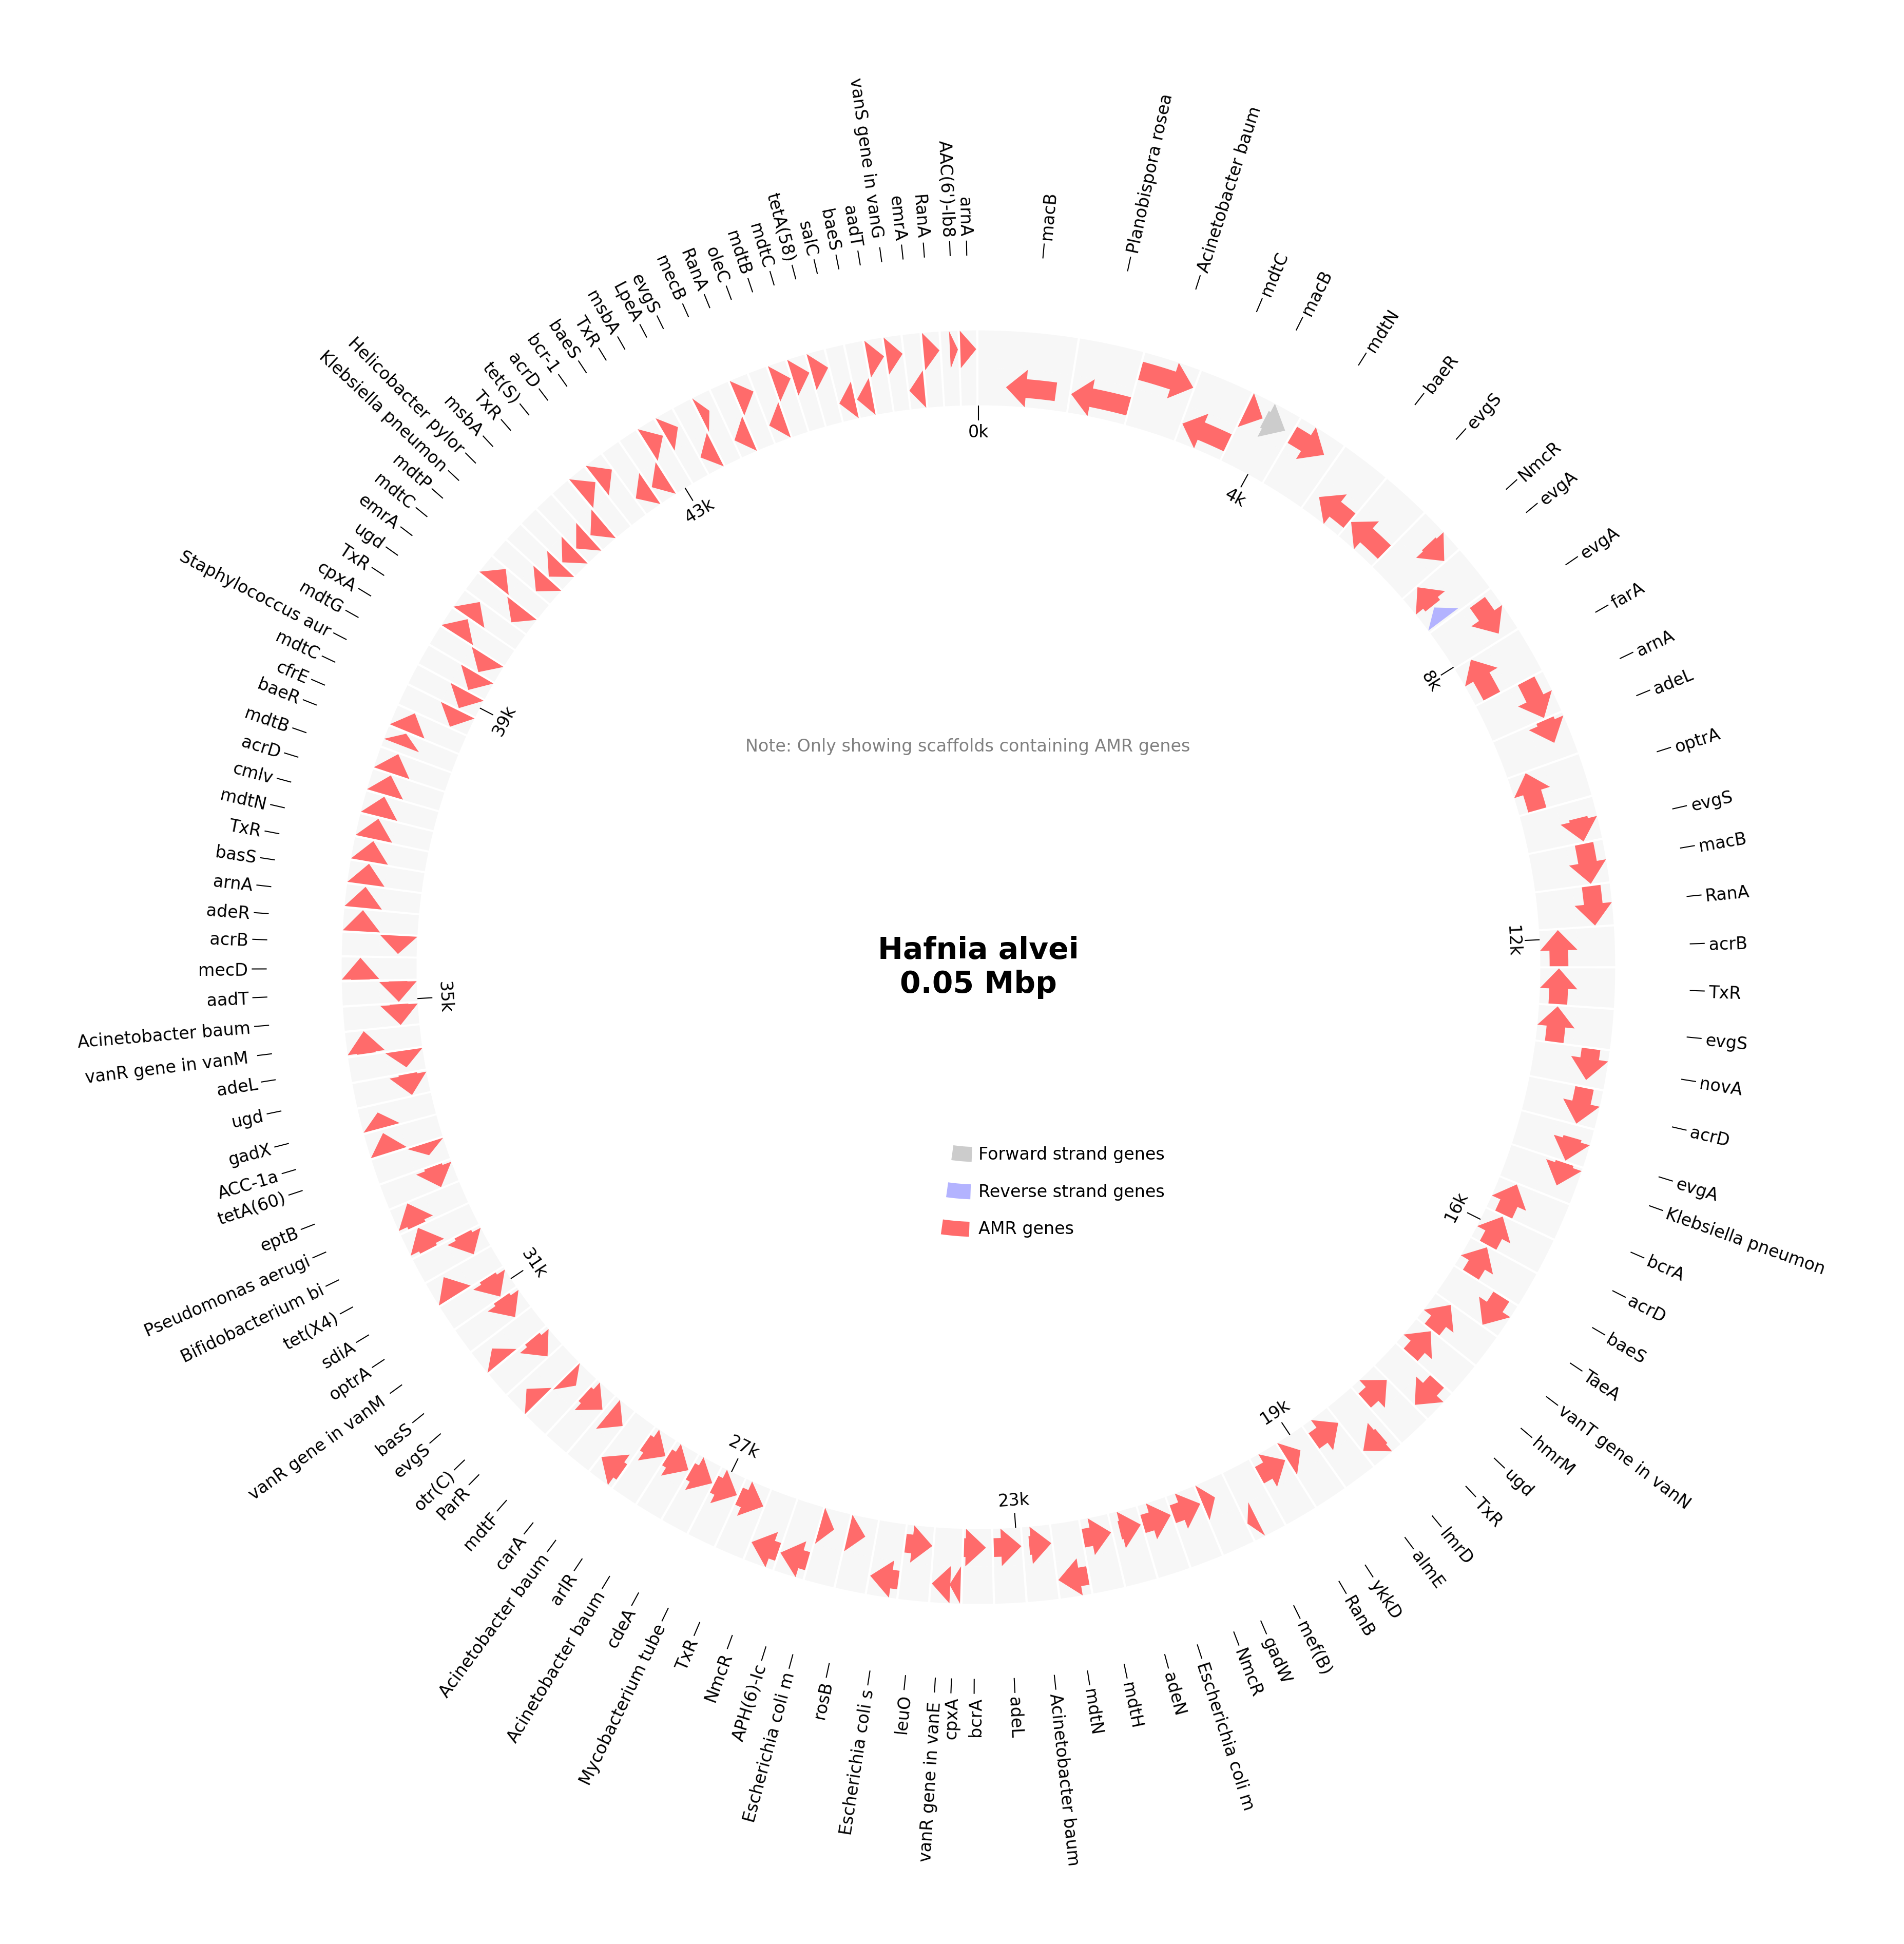 macB
Planobispora rosea
Acinetobacter baum
mdtC
macB
mdtN
baeR
evgS
NmcR
evgA
evgA
farA
arnA
adeL
optrA
evgS
macB
RanA
acrB
TxR
evgS
novA
acrD
evgA
Klebsiella pneumon
bcrA
acrD
baeS
TaeA
vanT gene in vanN
hmrM
ugd
TxR
lmrD
almE
ykkD
RanB
mef(B)
gadW
NmcR
Escherichia coli m
adeN
mdtH
mdtN
Acinetobacter baum
adeL
bcrA
cpxA
vanR gene in vanE
leuO
Escherichia coli s
rosB
Escherichia coli m
APH(6)-Ic
NmcR
TxR
Mycobacterium tube
cdeA
Acinetobacter baum
arlR
Acinetobacter baum
carA
mdtF
ParR
otr(C)
evgS
basS
vanR gene in vanM
optrA
sdiA
tet(X4)
Bifidobacterium bi
Pseudomonas aerugi
eptB
tetA(60)
ACC-1a
gadX
ugd
adeL
vanR gene in vanM
Acinetobacter baum
aadT
mecD
acrB
adeR
arnA
basS
TxR
mdtN
cmlv
acrD
mdtB
baeR
cfrE
mdtC
Staphylococcus aur
mdtG
cpxA
TxR
ugd
emrA
mdtC
mdtP
Klebsiella pneumon
Helicobacter pylor
msbA
TxR
tet(S)
acrD
bcr-1
baeS
TxR
msbA
LpeA
evgS
mecB
RanA
oleC
mdtB
mdtC
tetA(58)
salC
baeS
aadT
vanS gene in vanG
emrA
RanA
AAC(6')-Ib8
arnA
0k
4k
8k
12k
16k
19k
23k
27k
31k
35k
39k
43k
Note: Only showing scaffolds containing AMR genes
Hafnia alvei
0.05 Mbp
Forward strand genes
Reverse strand genes
AMR genes